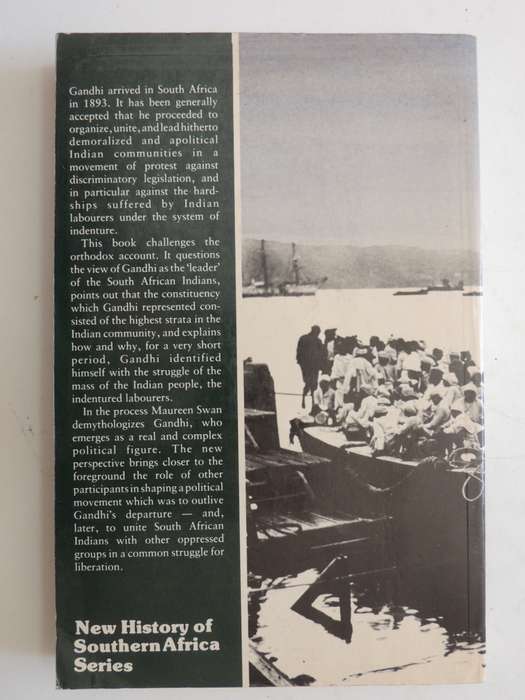 Gandhi arrived in South Africa
in 1893. It has been generally
accepted that he proceeded to
organize, unite, and lead hitherto
demoralized and apolitical
Indian communities in a
movement of protest against
discriminatory legislation, and
in particular against the hard-
ships suffered by Indian
labourers under the system of
indenture.
This book challenges the
orthodox account. It questions
the view of Gandhi as the 'leader'
of the South African Indians,
points out that the constituency
which Gandhi represented con-
sisted of the highest strata in the
Indian community, and explains
how and why, for a very short
period, Gandhi identified
himself with the struggle of the
mass of the Indian people, the
indentured labourers.
In the process Maureen Swan
demythologizes Gandhi, who
emerges as a real and complex
political figure. The new
perspective brings closer to the
foreground the role of other
participants in shaping a political
movement which was to outlive
Gandhi's departure — and,
later, to unite South African
Indians with other oppressed
groups in a common struggle for
liberation.
New History of
Southern Africa
Series